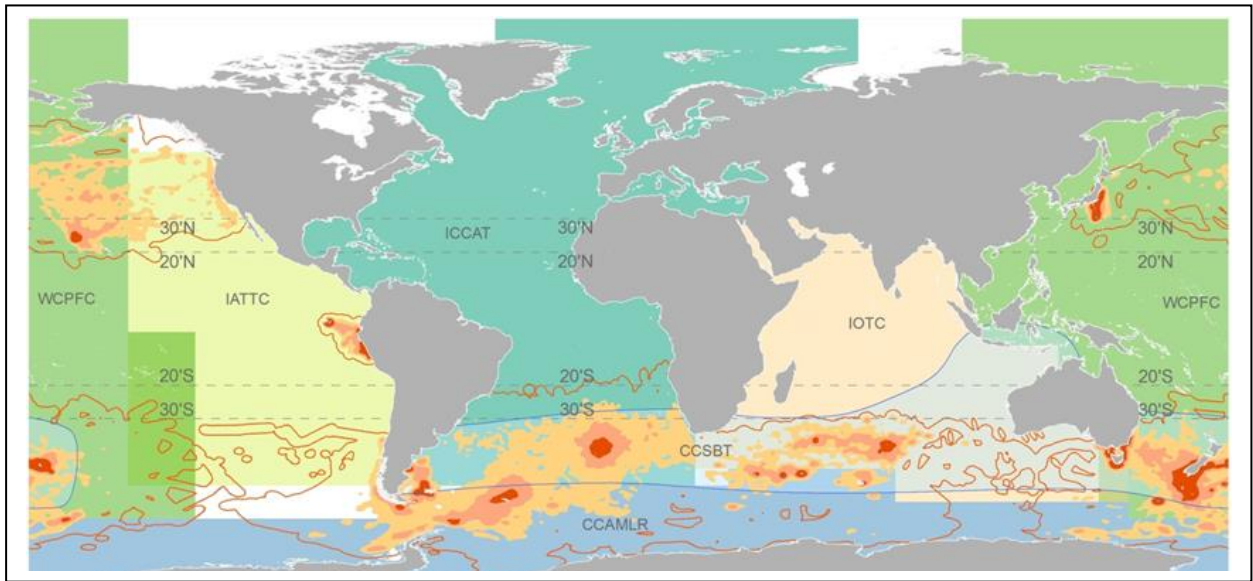 30'N
30'N
30'N
ICCAT
20'N
20'N
20'N
WCPFC
IATTC
WCPFC
IOTC
20'S
20'S
20'S
30'S
30'S
30'S
CCSBT
CCAMLR